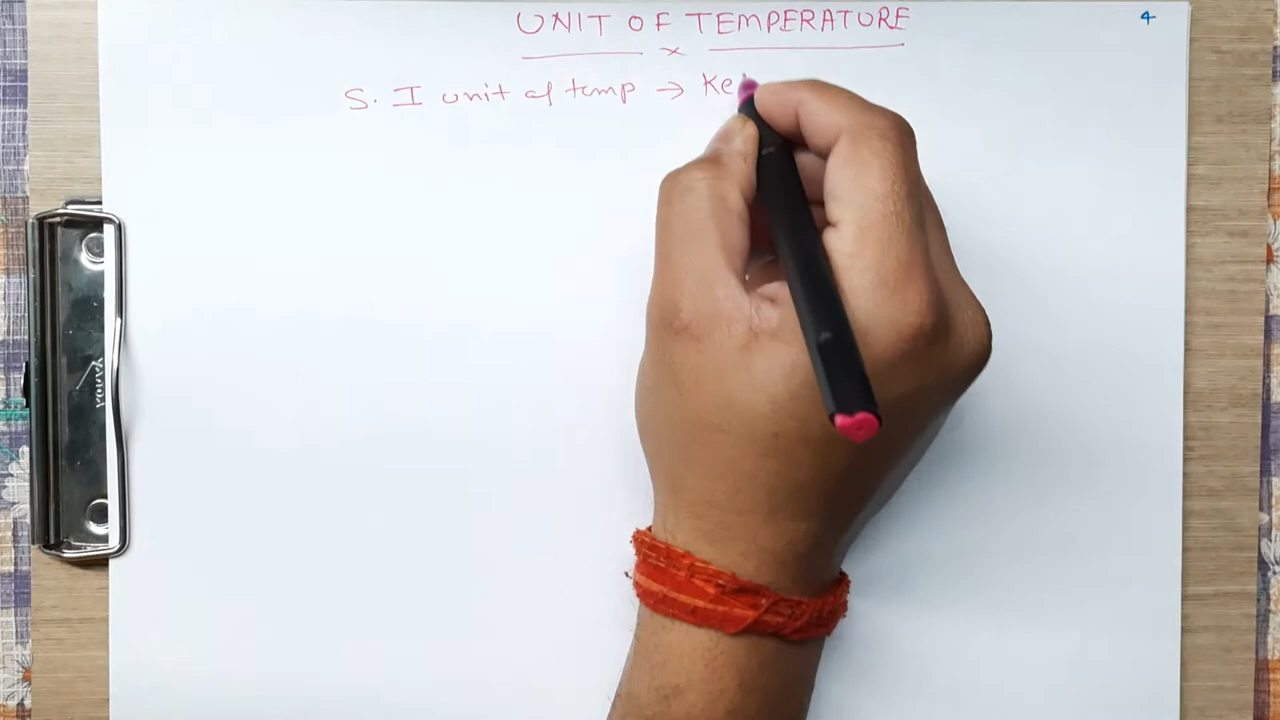 UNIT OF TEMPERATURE
4
S. I unit of temp → Ke